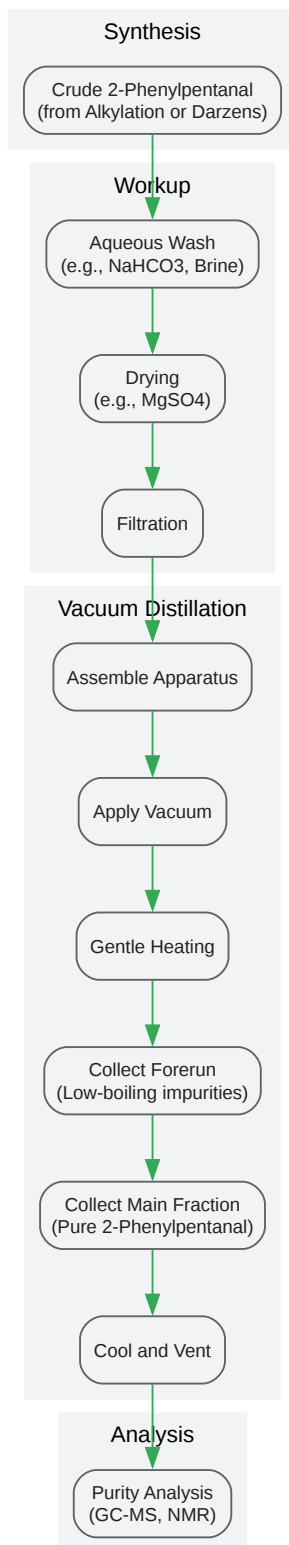 Synthesis
Crude 2-Phenylpentanal
(from Alkylation or Darzens)
Workup
Aqueous Wash
(e.g., NaHCO3, Brine)
Drying
(e.g., MgSO4)
Filtration
Vacuum Distillation
Assemble Apparatus
Apply Vacuum
Gentle Heating
Collect Forerun
(Low-boiling impurities)
Collect Main Fraction
(Pure 2-Phenylpentanal)
Cool and Vent
Analysis
Purity Analysis
(GC-MS, NMR)